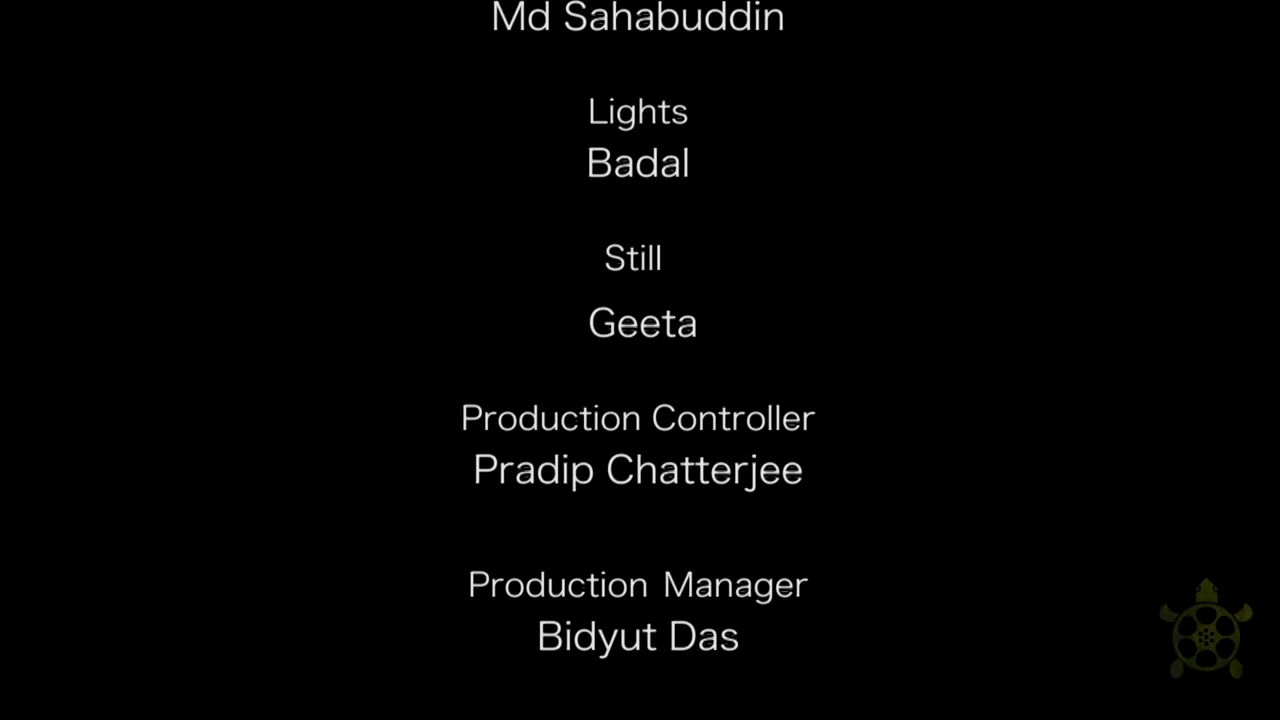 Md Sahabuddin
Lights
Badal
Still
Geeta
Production Controller
Pradip Chatterjee
Production Manager
Bidyut Das